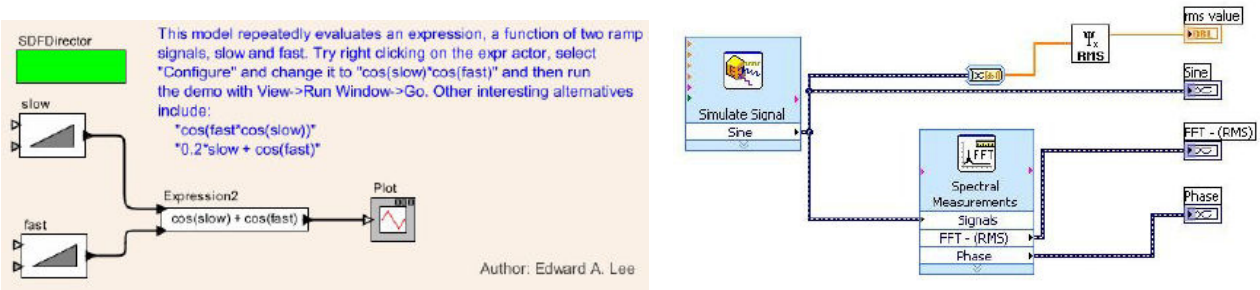 SDFDirector
This model repeatedly evaluates an expression, a function of two ramp
signals, slow and fast. Try right clicking on the expr actor, select
"Configure" and change it to "cos(slow)*cos(fast)" and then run
the demo with View->Run Window->Go. Other interesting alternatives
include:
"cos(fast*cos(slow))"
"0.2*slow + cos(fast)"
slow
Expression2
cos(slow) + cos(fast)
Plot
fast
Author: Edward A. Lee
Simulate Signal
Sine
Ψx
RMS
rms value
DBL
Sine
FFT - (RMS)
Phase
FFT
Spectral
Measurements
Signals
FFT - (RMS)
Phase